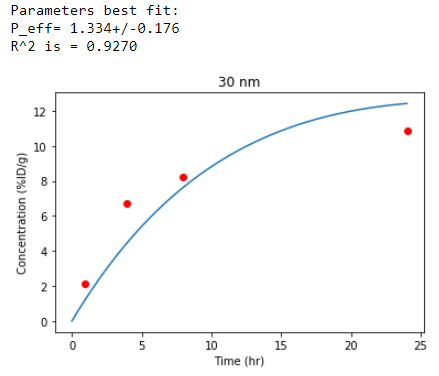 Parameters best fit:
P_eff= 1.334+/-0.176
R^2 is = 0.9270
30 nm
12
10
8
6
4
2
0
Concentration (%ID/g)
0 5 10 15 20 25
Time (hr)